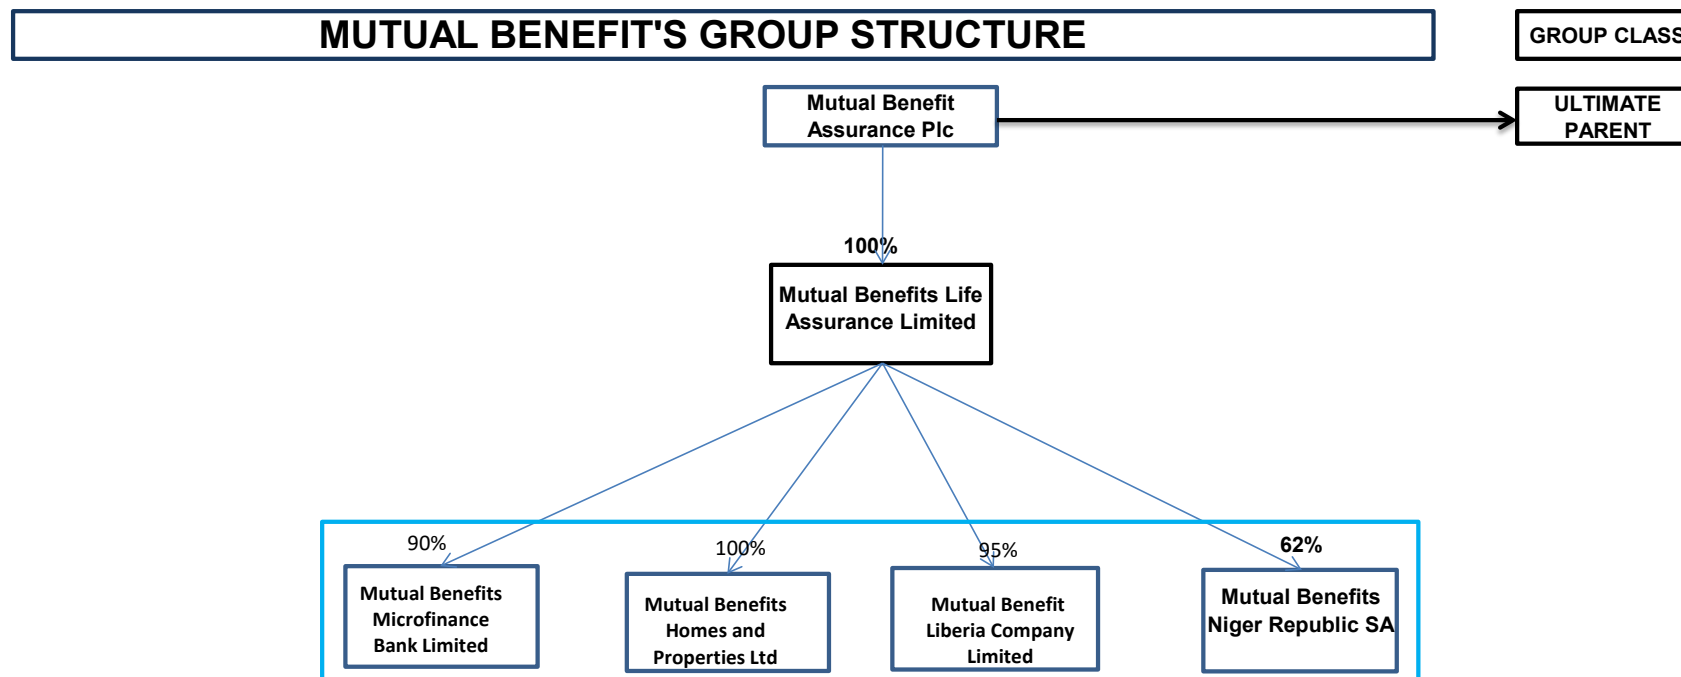 MUTUAL BENEFIT'S GROUP STRUCTURE
GROUP CLASS
Mutual Benefit
Assurance Plc
ULTIMATE
PARENT
100%
Mutual Benefits Life
Assurance Limited
90%
100%
95%
62%
Mutual Benefits
Microfinance
Bank Limited
Mutual Benefits
Homes and
Properties Ltd
Mutual Benefit
Liberia Company
Limited
Mutual Benefits
Niger Republic SA